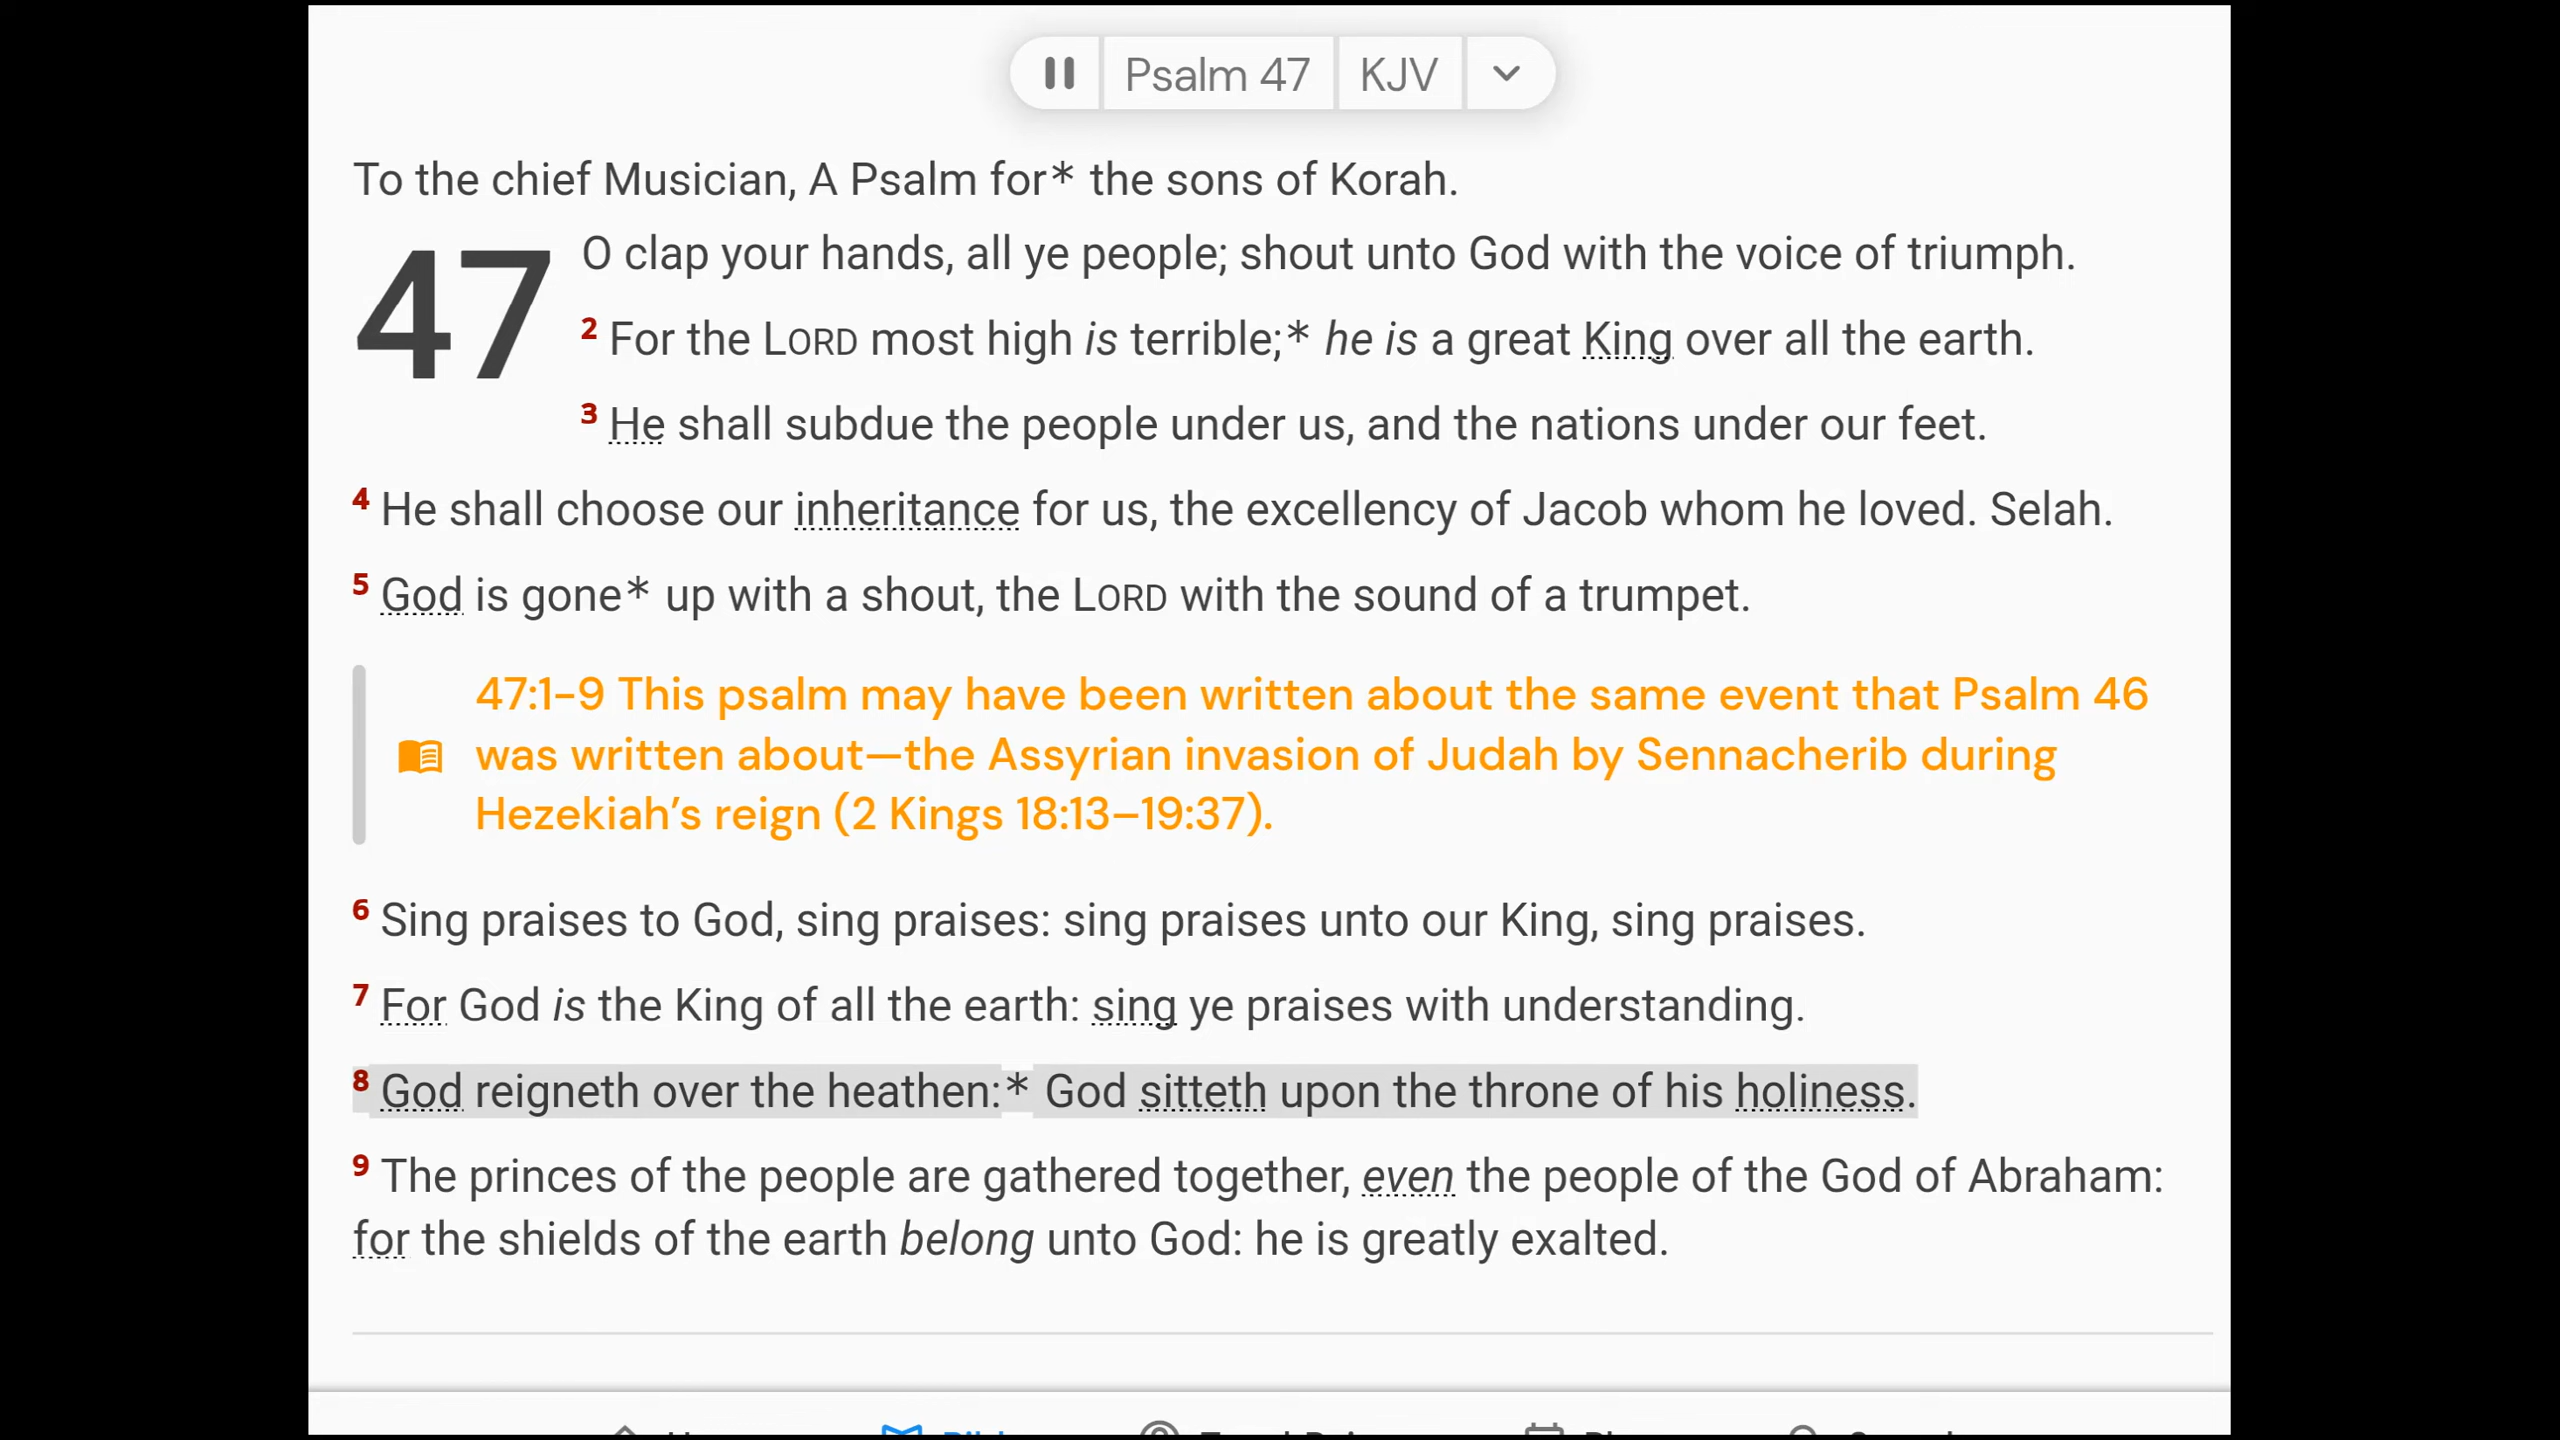 Psalm 47 KJV
To the chief Musician, A Psalm for* the sons of Korah.
47 O clap your hands, all ye people; shout unto God with the voice of triumph.
2 For the LORD most high is terrible;* he is a great King over all the earth.
3 He shall subdue the people under us, and the nations under our feet.
4 He shall choose our inheritance for us, the excellency of Jacob whom he loved. Selah.
5 God is gone* up with a shout, the LORD with the sound of a trumpet.
47:1–9 This psalm may have been written about the same event that Psalm 46
was written about—the Assyrian invasion of Judah by Sennacherib during
Hezekiah’s reign (2 Kings 18:13–19:37).
6 Sing praises to God, sing praises: sing praises unto our King, sing praises.
7 For God is the King of all the earth: sing ye praises with understanding.
8 God reigneth over the heathen:* God sitteth upon the throne of his holiness.
9 The princes of the people are gathered together, even the people of the God of Abraham:
for the shields of the earth belong unto God: he is greatly exalted.